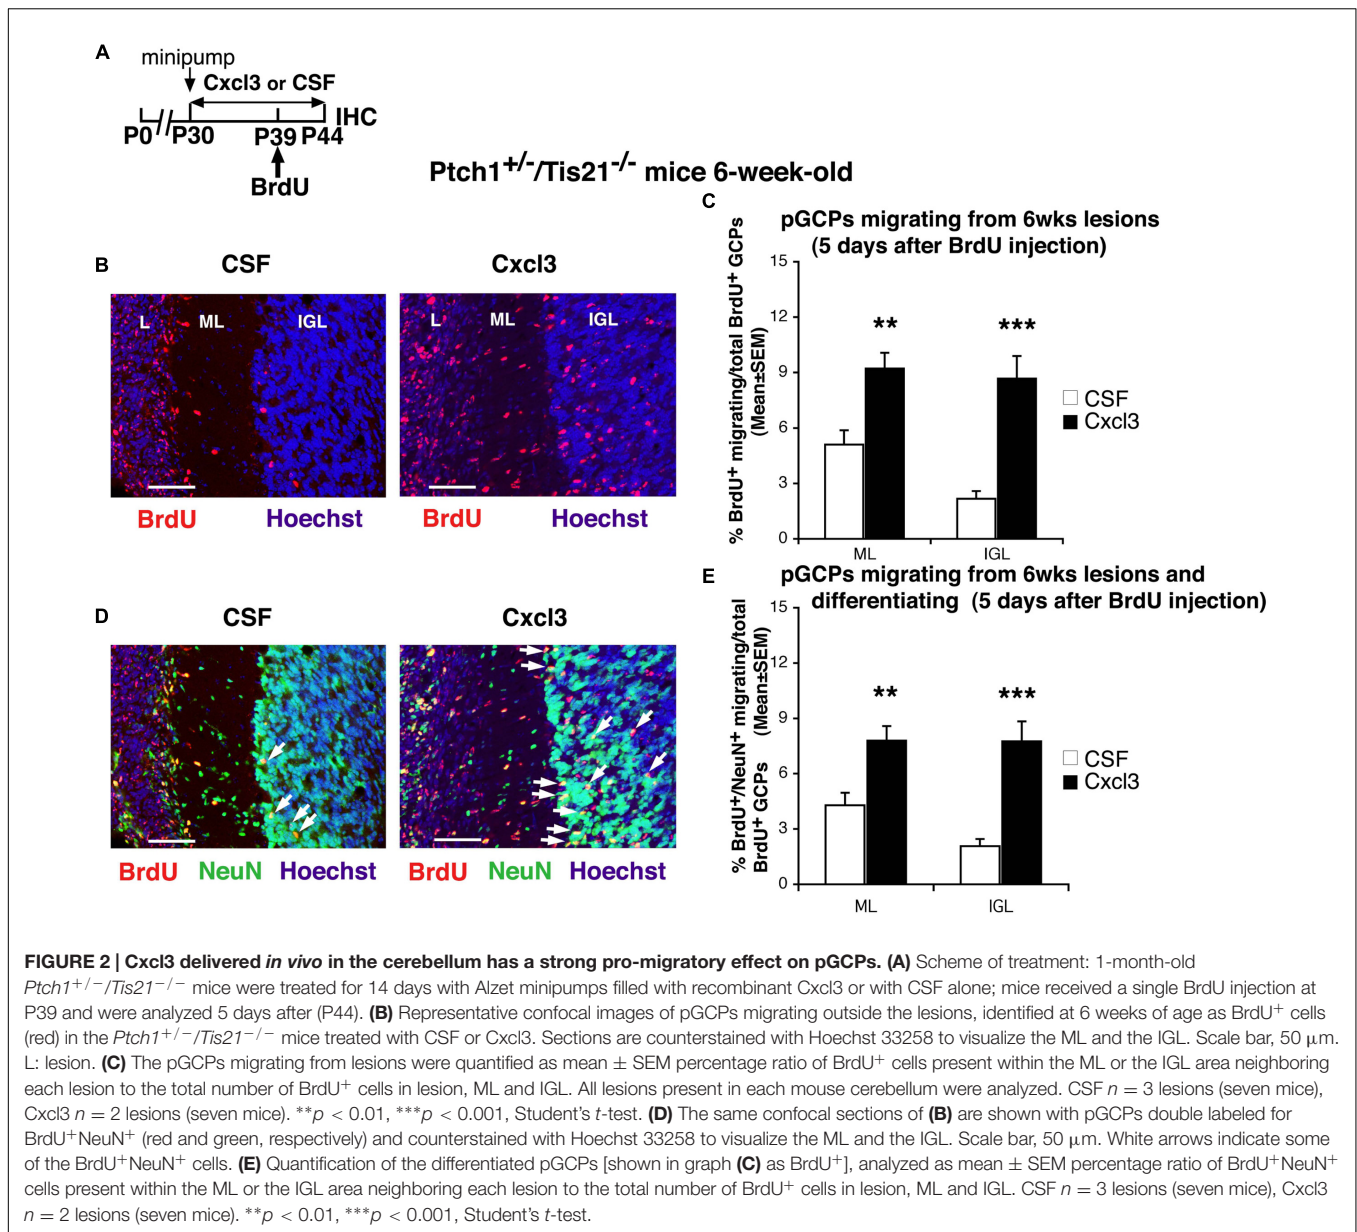 A
minipump
Cxcl3 or CSF
IHC
P0 P30 P39 P44
BrdU
Ptch1+/-/Tis21-/- mice 6-week-old
B
CSF Cxcl3
L ML IGL
L ML IGL
BrdU Hoechst
BrdU Hoechst
C
pGCPs migrating from 6wks lesions
(5 days after BrdU injection)
% BrdU+ migrating/total BrdU+ GCPs
(Mean±SEM)
15
12
9
6
3
0
** ***
CSF
Cxcl3
ML IGL
D
CSF Cxcl3
BrdU NeuN Hoechst
BrdU NeuN Hoechst
E
pGCPs migrating from 6wks lesions and
differentiating (5 days after BrdU injection)
% BrdU+/NeuN+ migrating/total
BrdU+ GCPs (Mean±SEM)
15
12
9
6
3
0
** ***
CSF
Cxcl3
ML IGL
FIGURE 2 | Cxcl3 delivered in vivo in the cerebellum has a strong pro-migratory effect on pGCPs. (A) Scheme of treatment: 1-month-old
Ptch1+/−/Tis21−/− mice were treated for 14 days with Alzet minipumps filled with recombinant Cxcl3 or with CSF alone; mice received a single BrdU injection at
P39 and were analyzed 5 days after (P44). (B) Representative confocal images of pGCPs migrating outside the lesions, identified at 6 weeks of age as BrdU+ cells
(red) in the Ptch1+/−/Tis21−/− mice treated with CSF or Cxcl3. Sections are counterstained with Hoechst 33258 to visualize the ML and the IGL. Scale bar, 50 μm.
L: lesion. (C) The pGCPs migrating from lesions were quantified as mean ± SEM percentage ratio of BrdU+ cells present within the ML or the IGL area neighboring
each lesion to the total number of BrdU+ cells in lesion, ML and IGL. All lesions present in each mouse cerebellum were analyzed. CSF n = 3 lesions (seven mice),
Cxcl3 n = 2 lesions (seven mice). **p < 0.01, ***p < 0.001, Student's t-test. (D) The same confocal sections of (B) are shown with pGCPs double labeled for
BrdU+NeuN+ (red and green, respectively) and counterstained with Hoechst 33258 to visualize the ML and the IGL. Scale bar, 50 μm. White arrows indicate some
of the BrdU+NeuN+ cells. (E) Quantification of the differentiated pGCPs [shown in graph (C) as BrdU+], analyzed as mean ± SEM percentage ratio of BrdU+NeuN+
cells present within the ML or the IGL area neighboring each lesion to the total number of BrdU+ cells in lesion, ML and IGL. CSF n = 3 lesions (seven mice), Cxcl3
n = 2 lesions (seven mice). **p < 0.01, ***p < 0.001, Student's t-test.